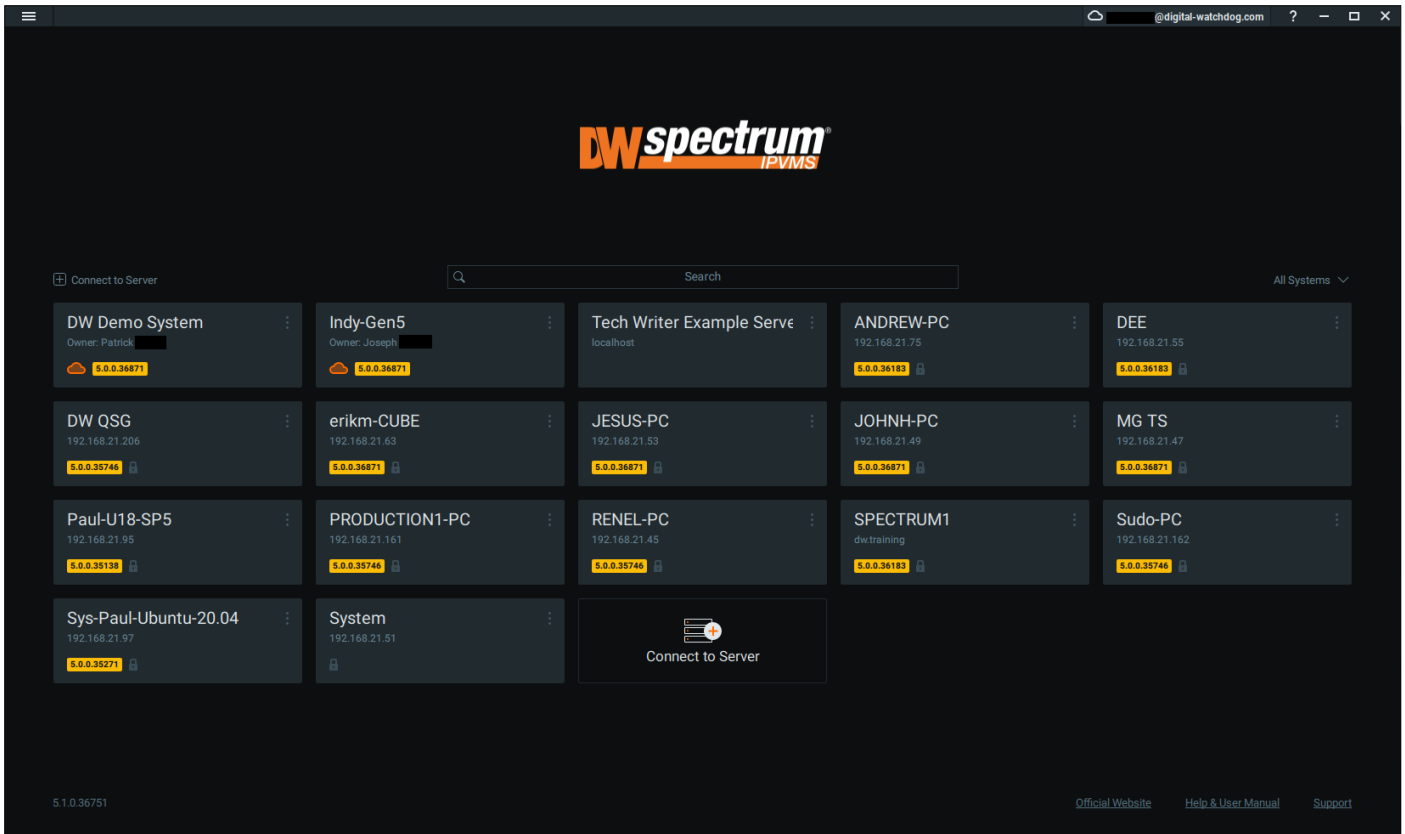 @digital-watchdog.com ?
DW spectrum®
IPVMS
Connect to Server
Search
All Systems
DW Demo System
Owner: Patrick
5.0.0.36871
Indy-Gen5
Owner: Joseph
5.0.0.36871
Tech Writer Example Serve
localhost
ANDREW-PC
192.168.21.75
5.0.0.36183
DEE
192.168.21.55
5.0.0.36183
DW QSG
192.168.21.206
5.0.0.35746
erikm-CUBE
192.168.21.63
5.0.0.36871
JESUS-PC
192.168.21.53
5.0.0.36871
JOHNH-PC
192.168.21.49
5.0.0.36871
MG TS
192.168.21.47
5.0.0.36871
Paul-U18-SP5
192.168.21.95
5.0.0.35138
PRODUCTION1-PC
192.168.21.161
5.0.0.35746
RENEL-PC
192.168.21.45
5.0.0.35746
SPECTRUM1
dw.training
5.0.0.36183
Sudo-PC
192.168.21.162
5.0.0.35746
Sys-Paul-Ubuntu-20.04
192.168.21.97
5.0.0.35271
System
192.168.21.51
Connect to Server
5.1.0.36751
Official Website
Help & User Manual
Support